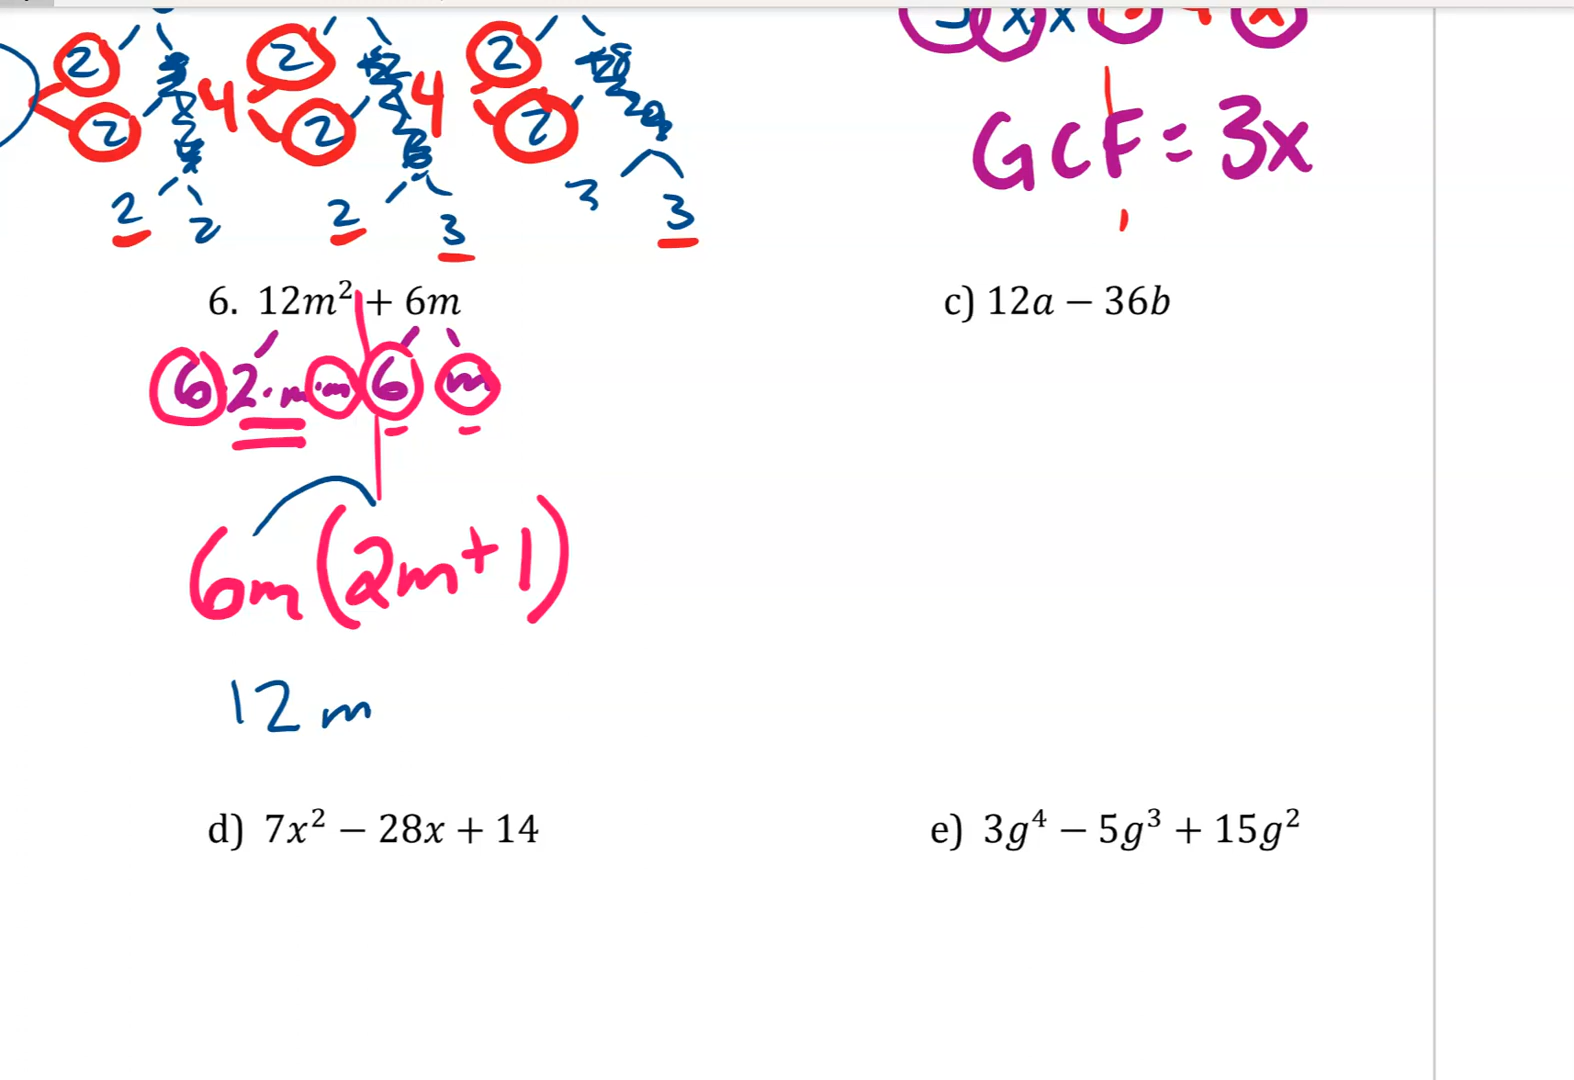 2 2 2
2 4 2 4 2
2 2 2 3 3 3
GCF = 3x
6. 12m² + 6m
6 2·m·m 6 m
6m(2m+1)
12m
c) 12a − 36b
d) 7x² − 28x + 14
e) 3g⁴ − 5g³ + 15g²